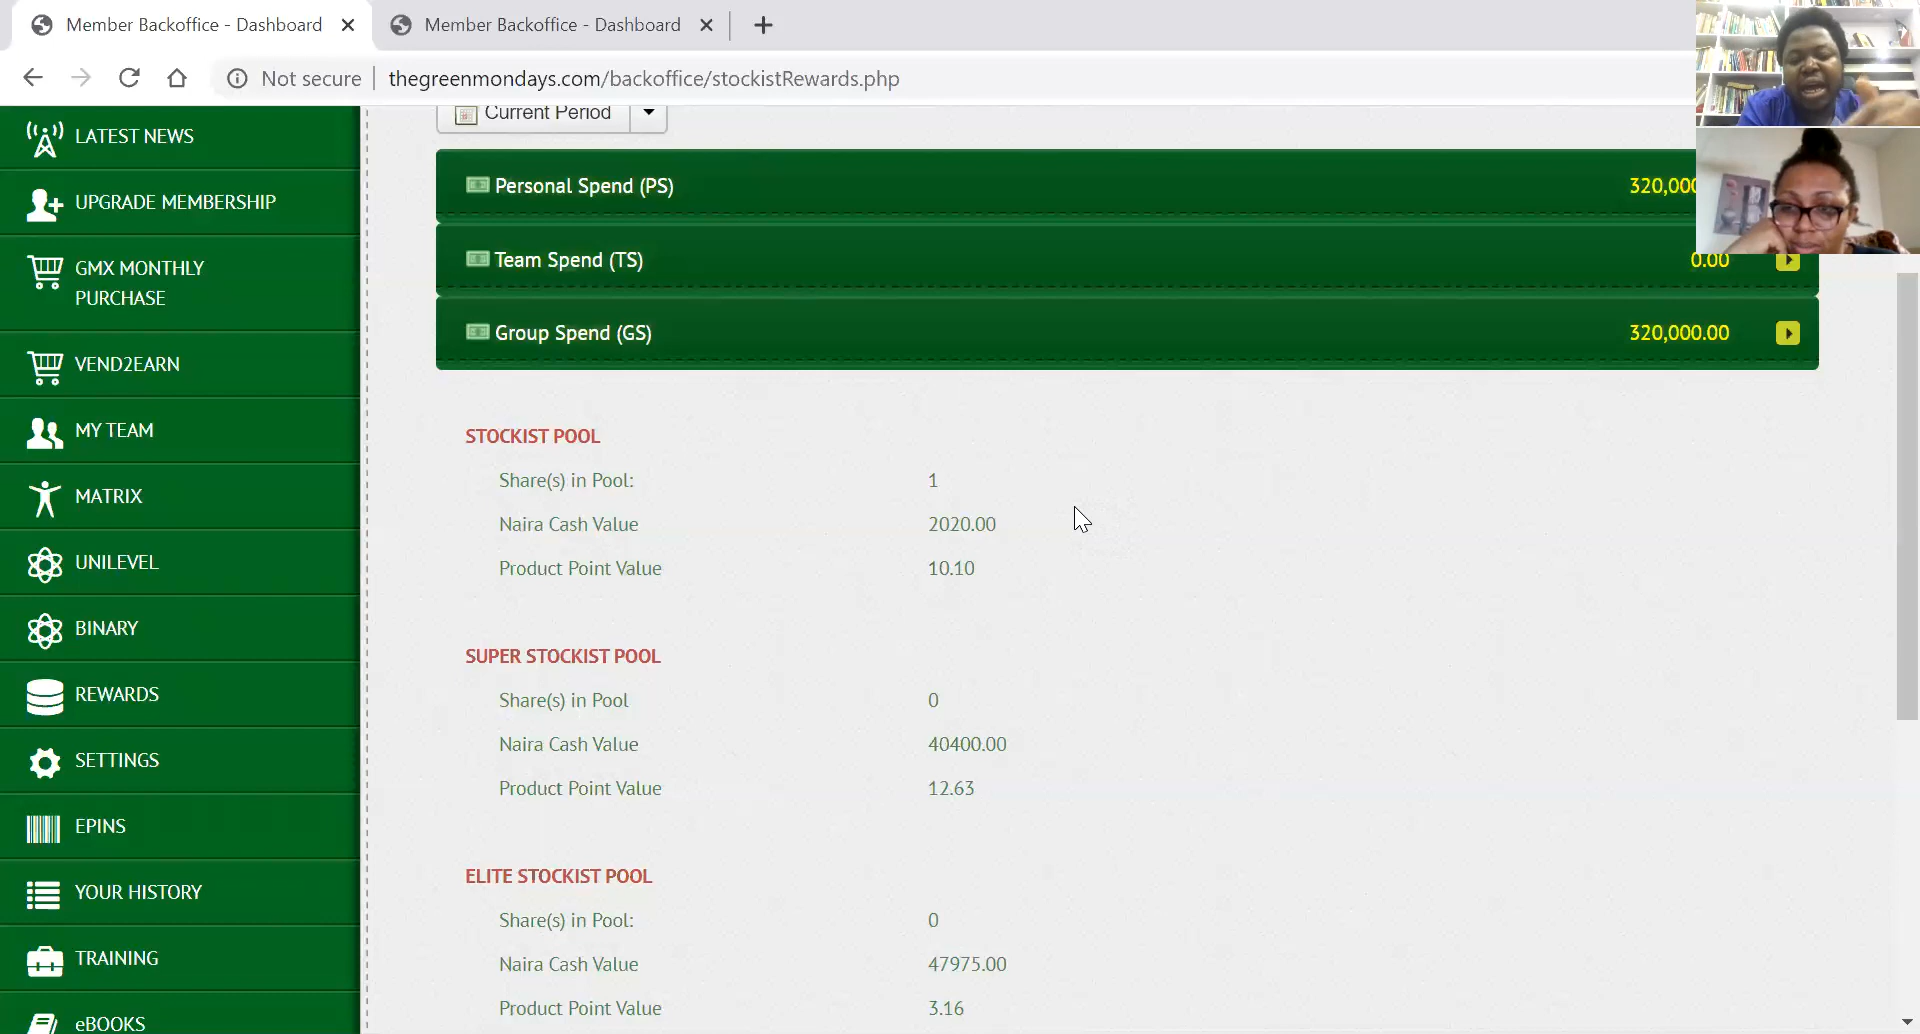 Member Backoffice - Dashboard
Member Backoffice - Dashboard
Not secure
thegreenmondays.com/backoffice/stockistRewards.php
LATEST NEWS
UPGRADE MEMBERSHIP
GMX MONTHLY
PURCHASE
VEND2EARN
MY TEAM
MATRIX
UNILEVEL
BINARY
REWARDS
SETTINGS
EPINS
YOUR HISTORY
TRAINING
eBOOKS
Current Period
Personal Spend (PS) 320,000
Team Spend (TS) 0.00
Group Spend (GS) 320,000.00
STOCKIST POOL
Share(s) in Pool: 1
Naira Cash Value 2020.00
Product Point Value 10.10
SUPER STOCKIST POOL
Share(s) in Pool 0
Naira Cash Value 40400.00
Product Point Value 12.63
ELITE STOCKIST POOL
Share(s) in Pool: 0
Naira Cash Value 47975.00
Product Point Value 3.16